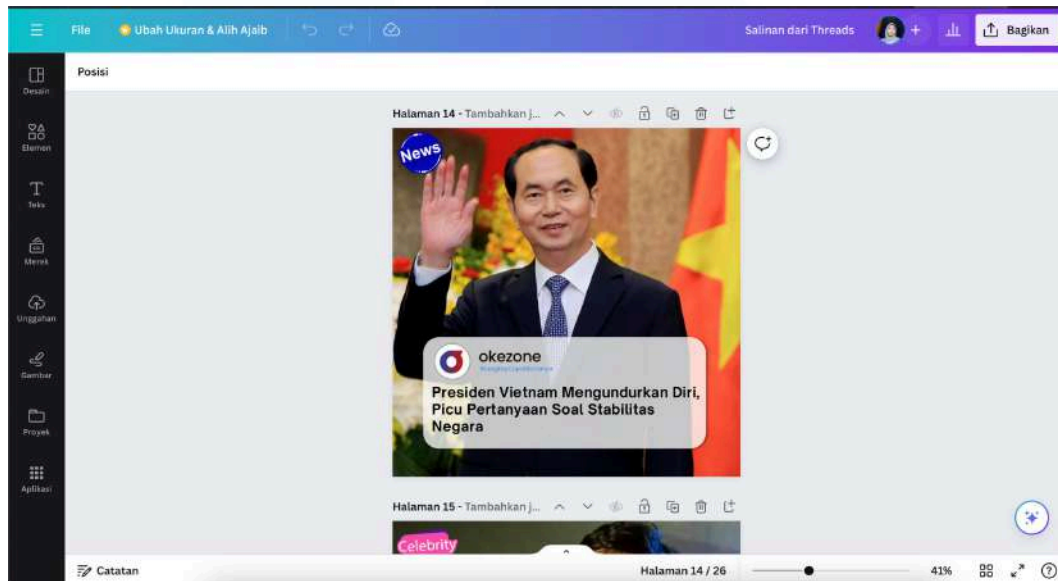 File
Ubah Ukuran & Alih Ajaib
Salinan dari Threads
Bagikan
Posisi
Desain
Elemen
Teks
Merek
Unggahan
Gambar
Proyek
Aplikasi
Halaman 14 - Tambahkan j...
News
okezone
Presiden Vietnam Mengundurkan Diri,
Picu Pertanyaan Soal Stabilitas
Negara
Halaman 15 - Tambahkan j...
Celebrity
Catatan
Halaman 14 / 26
41%